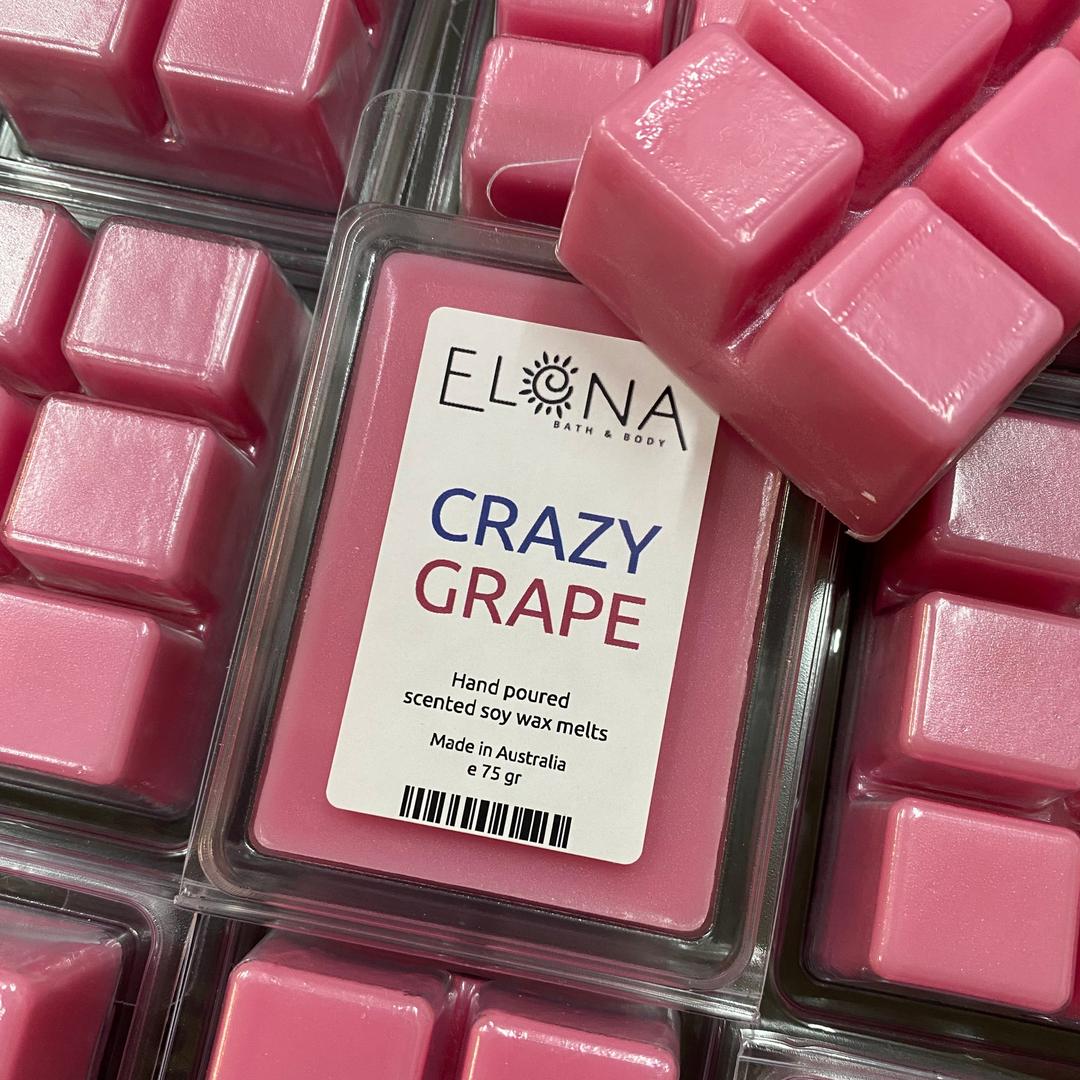 ELONA
BATH & BODY
CRAZY
GRAPE
Hand poured
scented soy wax melts
Made in Australia
e 75 gr